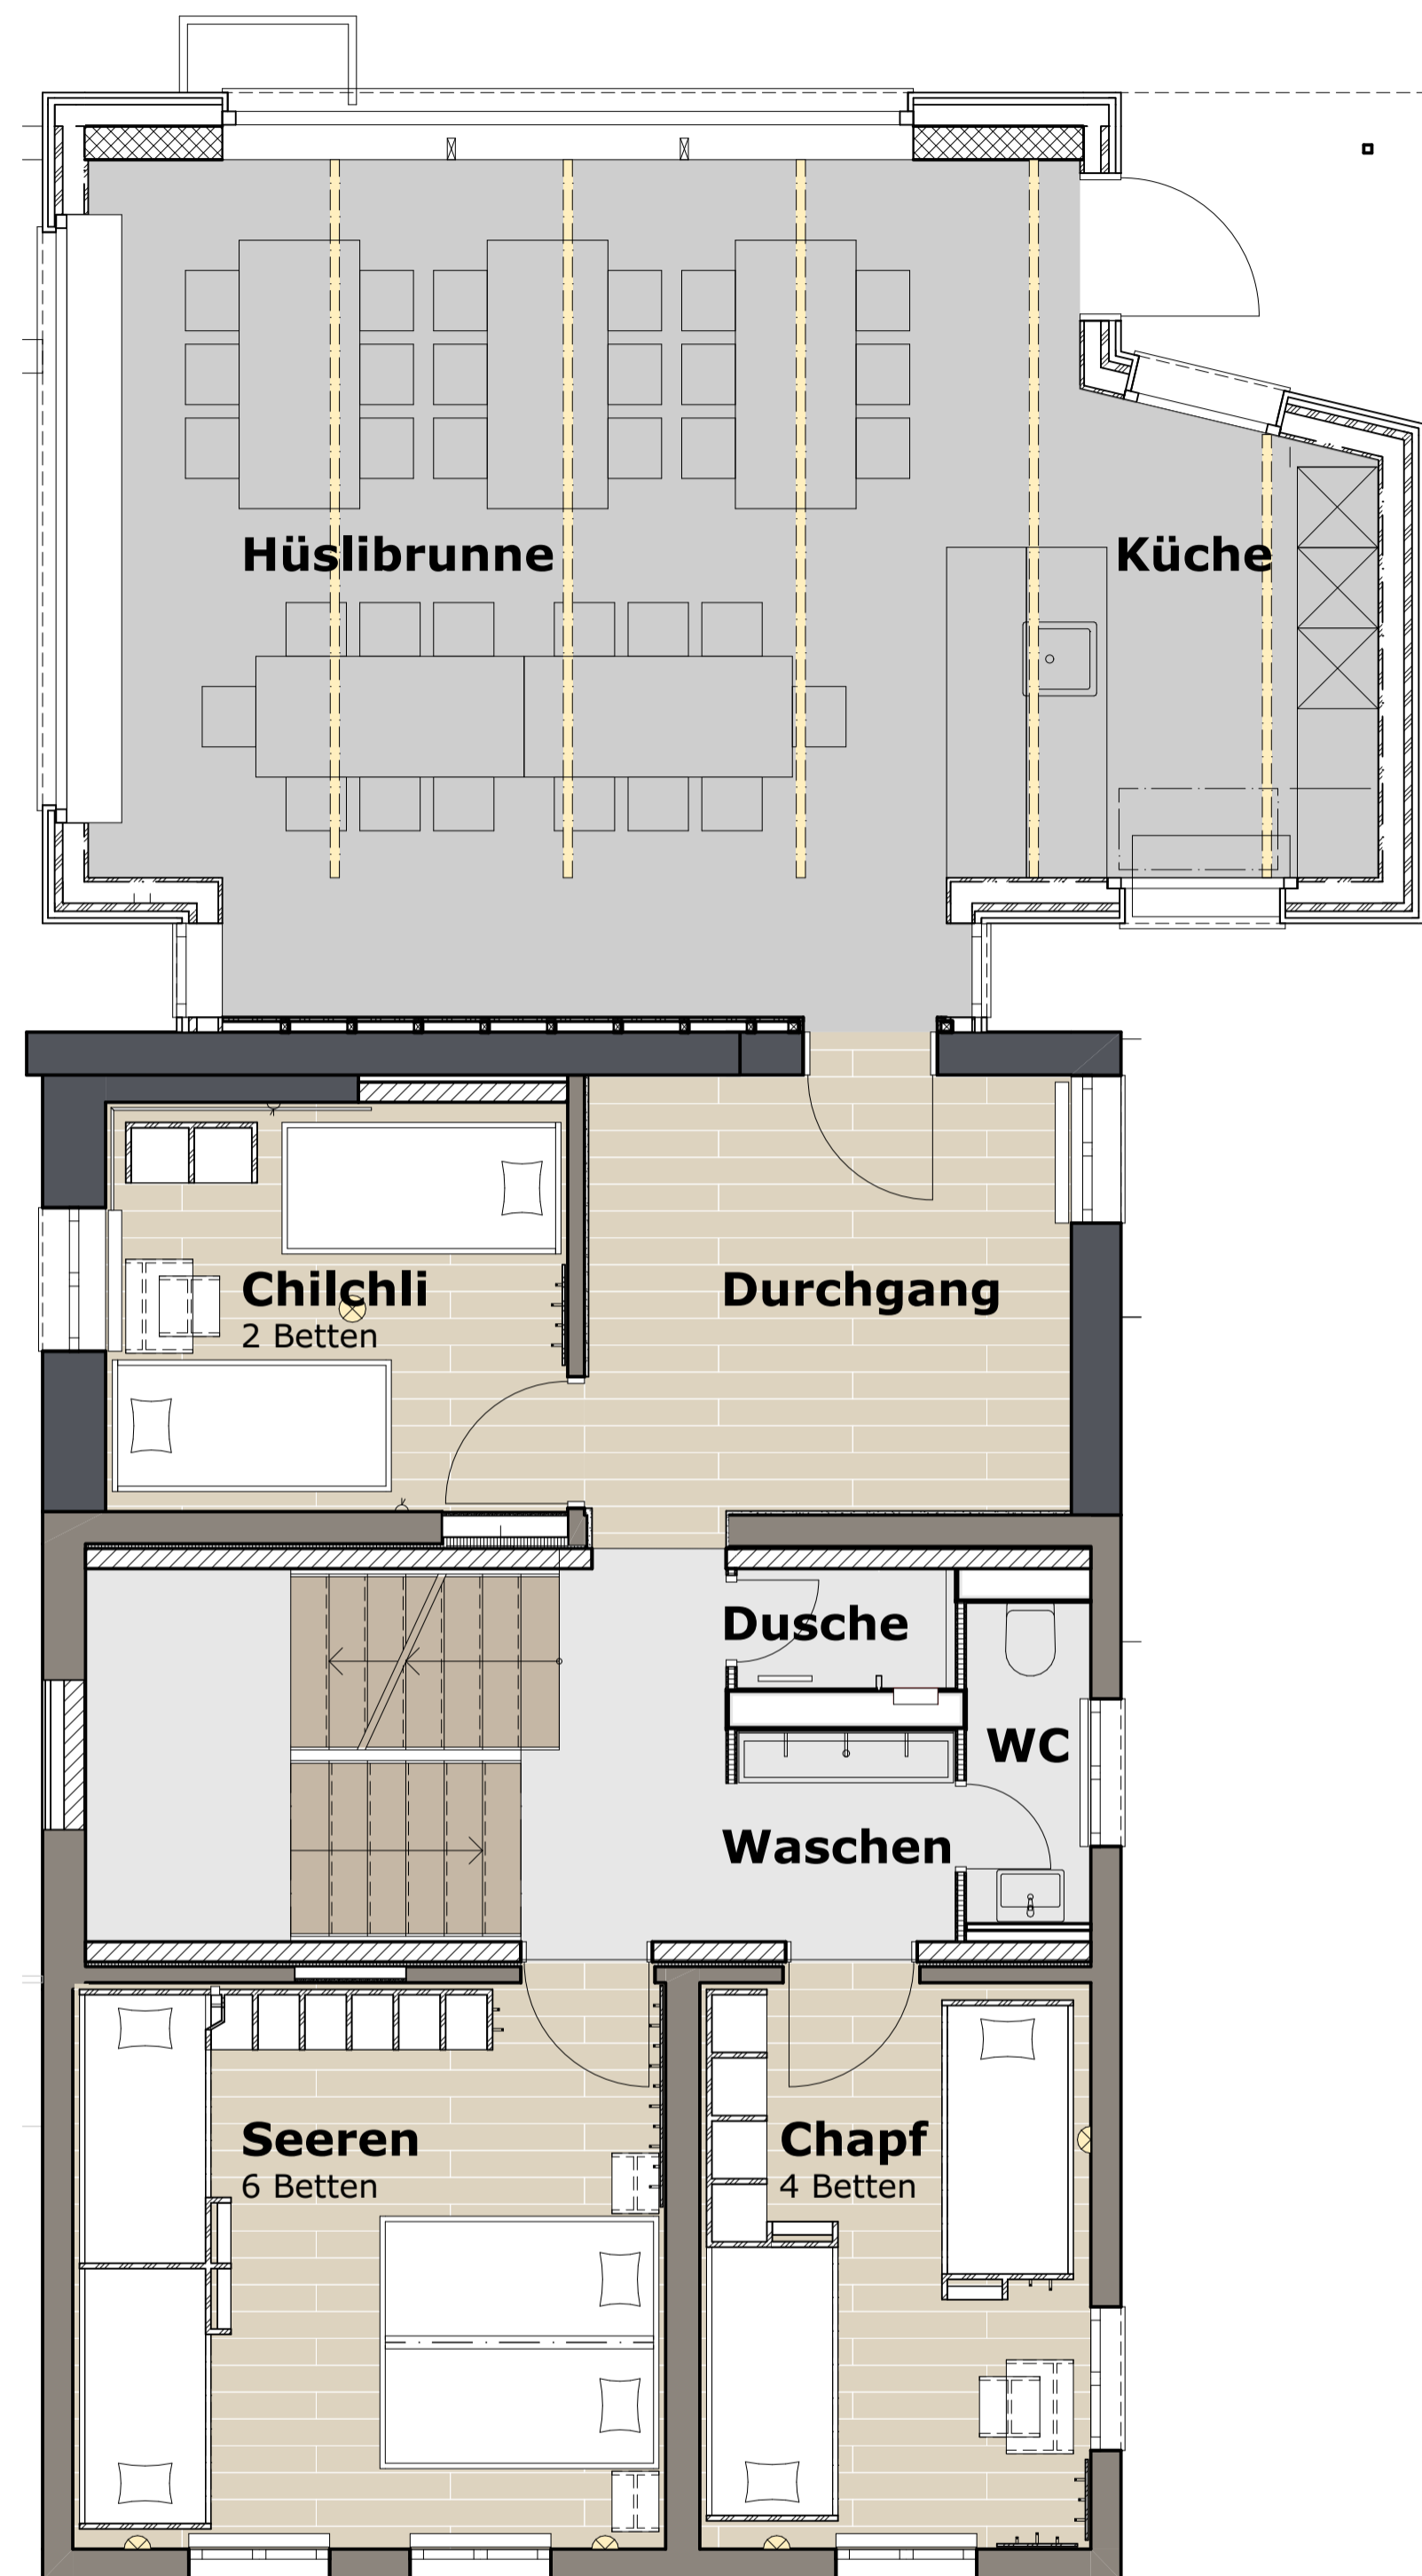 Hüslibrunne
Küche
Chilchli
2 Betten
Durchgang
Dusche
WC
Waschen
Seeren
6 Betten
Chapf
4 Betten